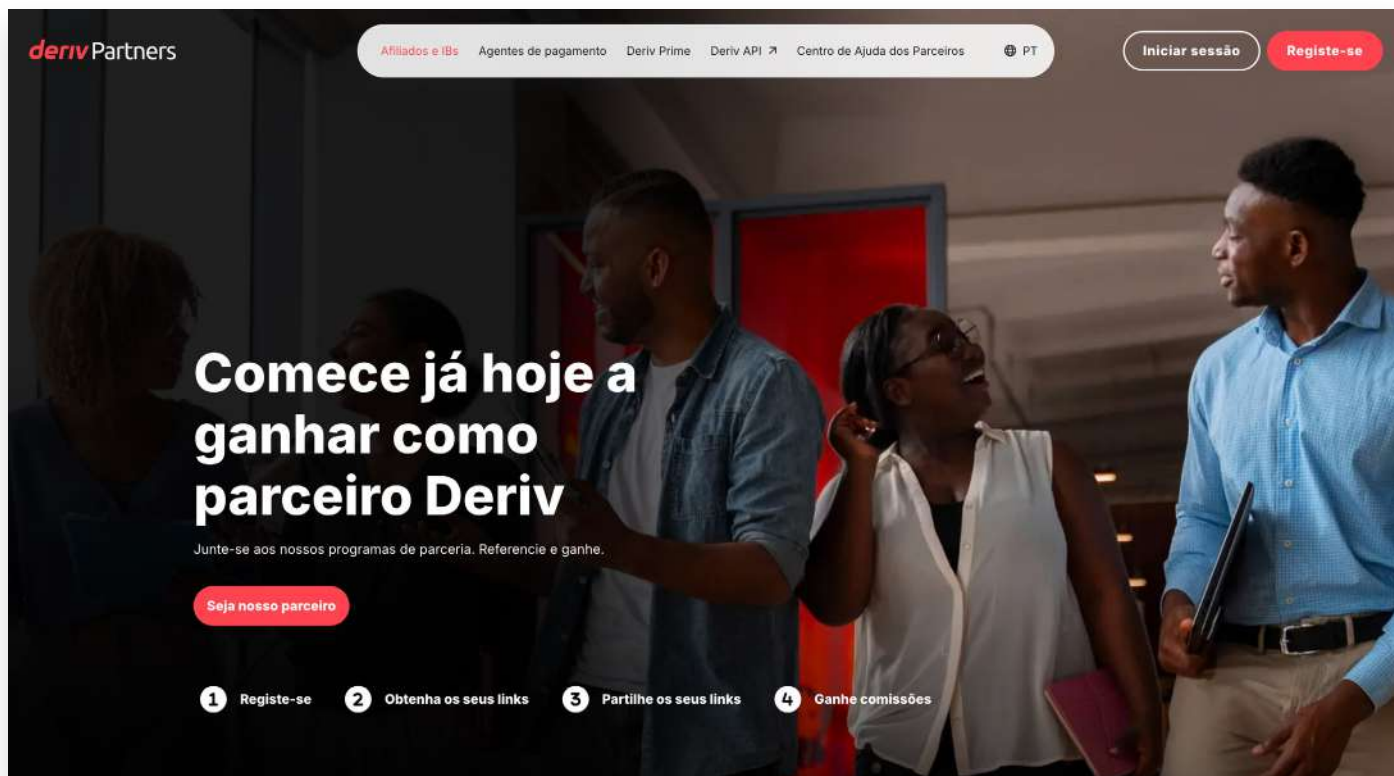 deriv Partners
Afiliados e IBs Agentes de pagamento Deriv Prime Deriv API Centro de Ajuda dos Parceiros PT
Iniciar sessão Registe-se
Comece já hoje a
ganhar como
parceiro Deriv
Junte-se aos nossos programas de parceria. Referencie e ganhe.
Seja nosso parceiro
1 Registe-se 2 Obtenha os seus links 3 Partilhe os seus links 4 Ganhe comissões